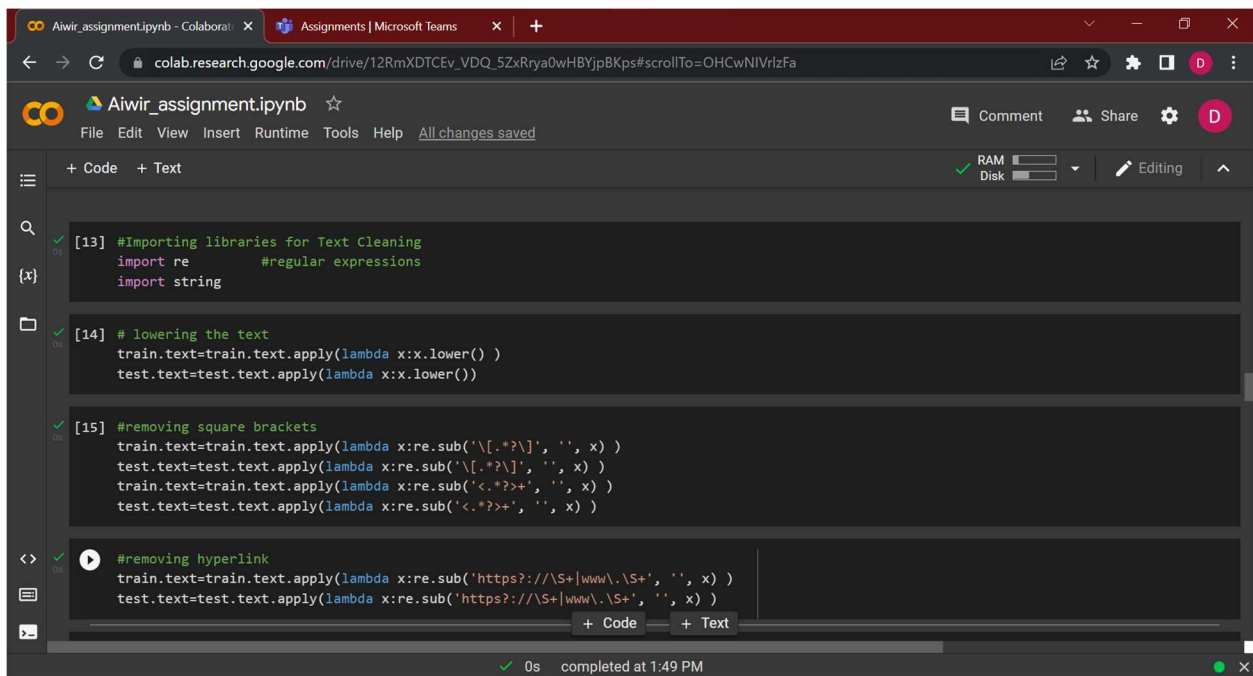 Aiwir_assignment.ipynb - Colaborat
Assignments | Microsoft Teams
colab.research.google.com/drive/12RmXDTCEv_VDQ_5ZxRrya0wHBYjpBKps#scrollTo=OHCwNIVrlzFa
D
Aiwir_assignment.ipynb
Comment
Share
D
File Edit View Insert Runtime Tools Help All changes saved
+ Code + Text
RAM
Disk
Editing
0s
[13] #Importing libraries for Text Cleaning
import re #regular expressions
import string
{x}
0s
[14] # lowering the text
train.text=train.text.apply(lambda x:x.lower() )
test.text=test.text.apply(lambda x:x.lower())
0s
[15] #removing square brackets
train.text=train.text.apply(lambda x:re.sub('\[.*?\]', '', x) )
test.text=test.text.apply(lambda x:re.sub('\[.*?\]', '', x) )
train.text=train.text.apply(lambda x:re.sub('<.*?>+', '', x) )
test.text=test.text.apply(lambda x:re.sub('<.*?>+', '', x) )
0s
#removing hyperlink
train.text=train.text.apply(lambda x:re.sub('https?://\S+|www\.\S+', '', x) )
test.text=test.text.apply(lambda x:re.sub('https?://\S+|www\.\S+', '', x) )
+ Code + Text
0s completed at 1:49 PM